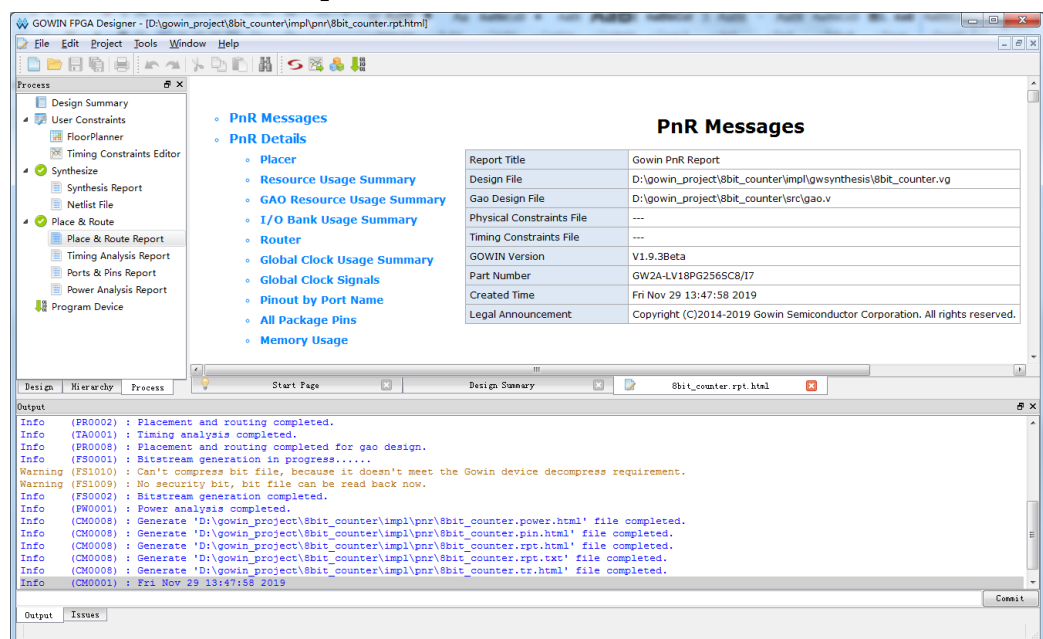 GOWIN FPGA Designer - [D:\gowin_project\8bit_counter\impl\pnr\8bit_counter.rpt.html]
File Edit Project Tools Window Help
Process
Design Summary
User Constraints
FloorPlanner
Timing Constraints Editor
Synthesize
Synthesis Report
Netlist File
Place & Route
Place & Route Report
Timing Analysis Report
Ports & Pins Report
Power Analysis Report
Program Device
Design Hierarchy Process
PnR Messages
PnR Details
Placer
Resource Usage Summary
GAO Resource Usage Summary
I/O Bank Usage Summary
Router
Global Clock Usage Summary
Global Clock Signals
Pinout by Port Name
All Package Pins
Memory Usage
PnR Messages
Report Title Gowin PnR Report
Design File D:\gowin_project\8bit_counter\impl\gwsynthesis\8bit_counter.vg
Gao Design File D:\gowin_project\8bit_counter\src\gao.v
Physical Constraints File ---
Timing Constraints File ---
GOWIN Version V1.9.3Beta
Part Number GW2A-LV18PG256SC8/I7
Created Time Fri Nov 29 13:47:58 2019
Legal Announcement Copyright (C)2014-2019 Gowin Semiconductor Corporation. All rights reserved.
Start Page Design Summary 8bit_counter.rpt.html
Output
Info (PR0002) : Placement and routing completed.
Info (TA0001) : Timing analysis completed.
Info (PR0008) : Placement and routing completed for gao design.
Info (FS0001) : Bitstream generation in progress......
Warning (FS1010) : Can't compress bit file, because it doesn't meet the Gowin device decompress requirement.
Warning (FS1009) : No security bit, bit file can be read back now.
Info (FS0002) : Bitstream generation completed.
Info (PW0001) : Power analysis completed.
Info (CM0008) : Generate 'D:\gowin_project\8bit_counter\impl\pnr\8bit_counter.power.html' file completed.
Info (CM0008) : Generate 'D:\gowin_project\8bit_counter\impl\pnr\8bit_counter.pin.html' file completed.
Info (CM0008) : Generate 'D:\gowin_project\8bit_counter\impl\pnr\8bit_counter.rpt.html' file completed.
Info (CM0008) : Generate 'D:\gowin_project\8bit_counter\impl\pnr\8bit_counter.rpt.txt' file completed.
Info (CM0008) : Generate 'D:\gowin_project\8bit_counter\impl\pnr\8bit_counter.tr.html' file completed.
Info (CM0001) : Fri Nov 29 13:47:58 2019
Commit
Output Issues